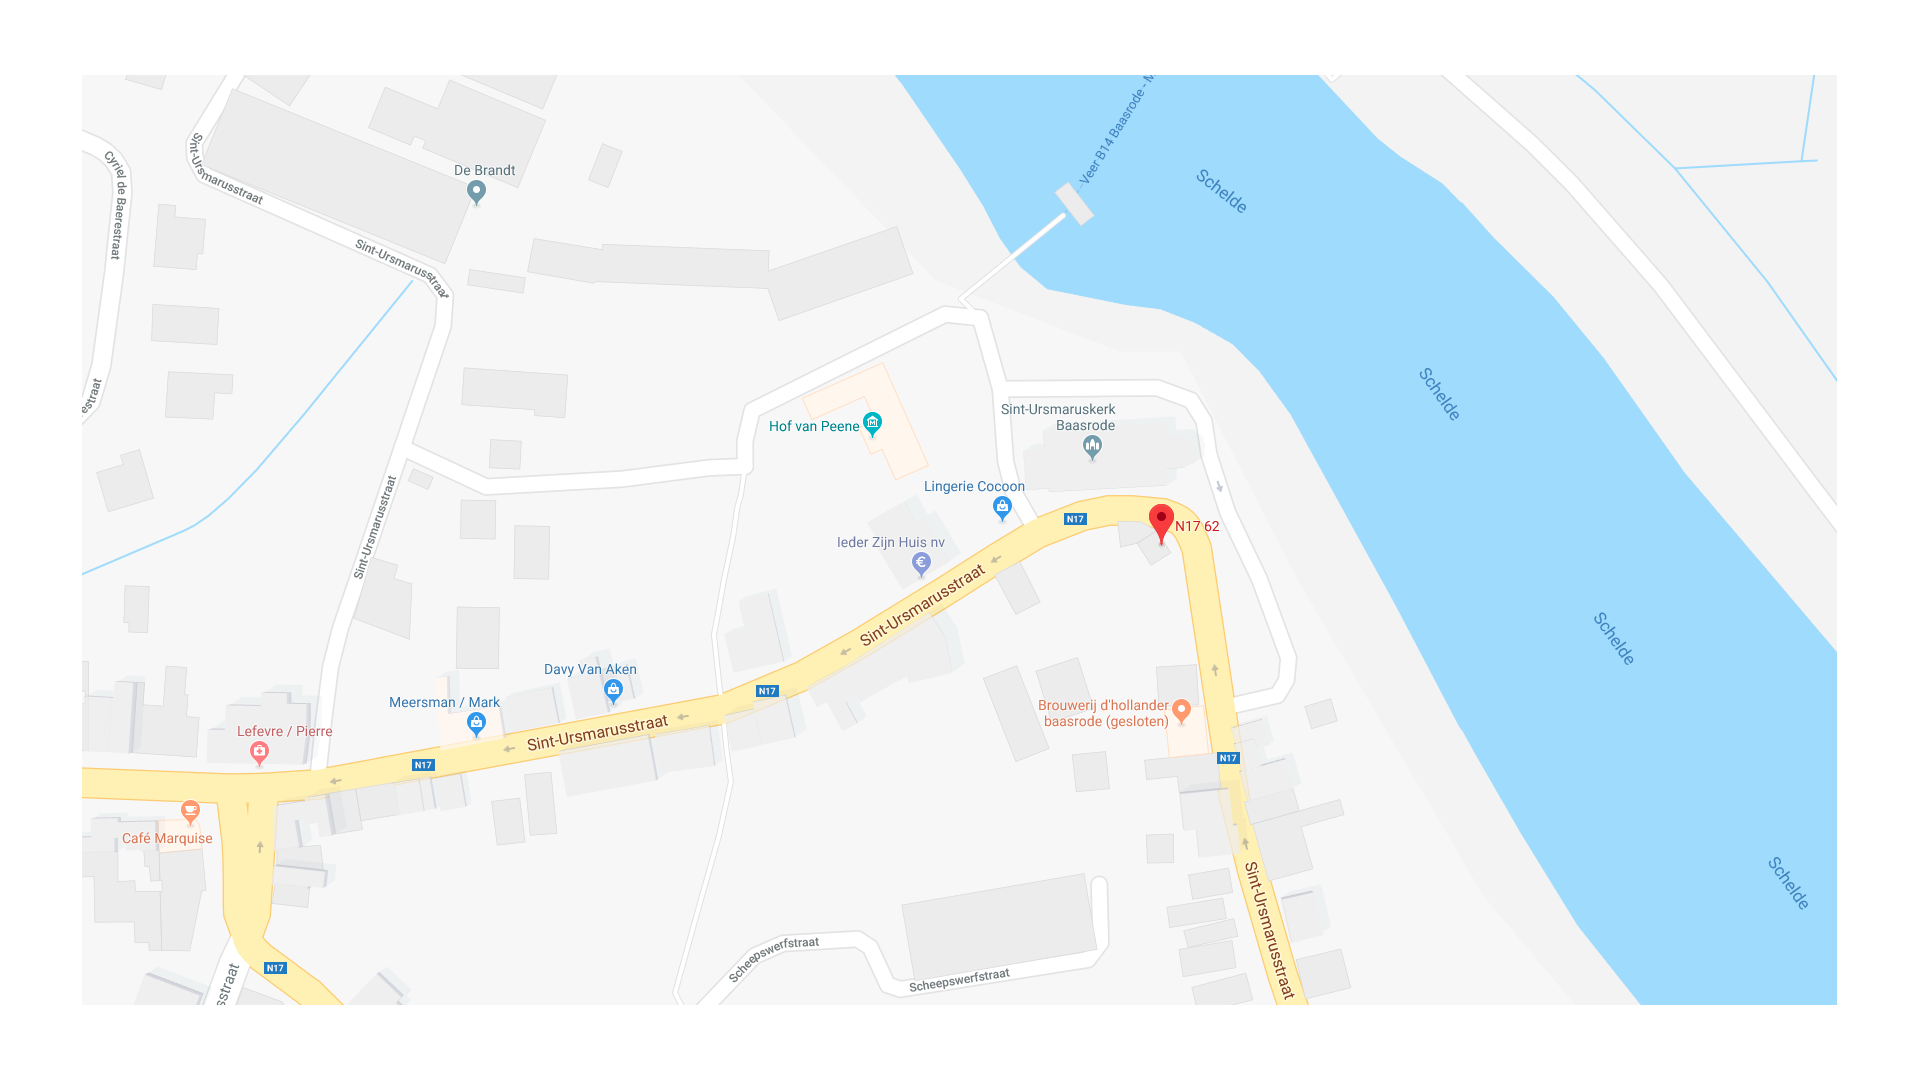 Veer B14 Baasrode - M
De Brandt
Sint-Ursmarusstraat
Cyriel de Baerestraat
Schelde
Sint-Ursmarusstraat
Schelde
estraat
Sint-Ursmaruskerk
Baasrode
Hof van Peene
Lingerie Cocoon
N17
N17 62
Sint-Ursmarusstraat
Ieder Zijn Huis nv
Sint-Ursmarusstraat
Schelde
Davy Van Aken
N17
Meersman / Mark
Brouwerij d'hollander
baasrode (gesloten)
Lefevre / Pierre
Sint-Ursmarusstraat
N17
N17
Café Marquise
Schelde
Sint-Ursmarusstraat
Scheepswerfstraat
N17
Scheepswerfstraat
sstraat